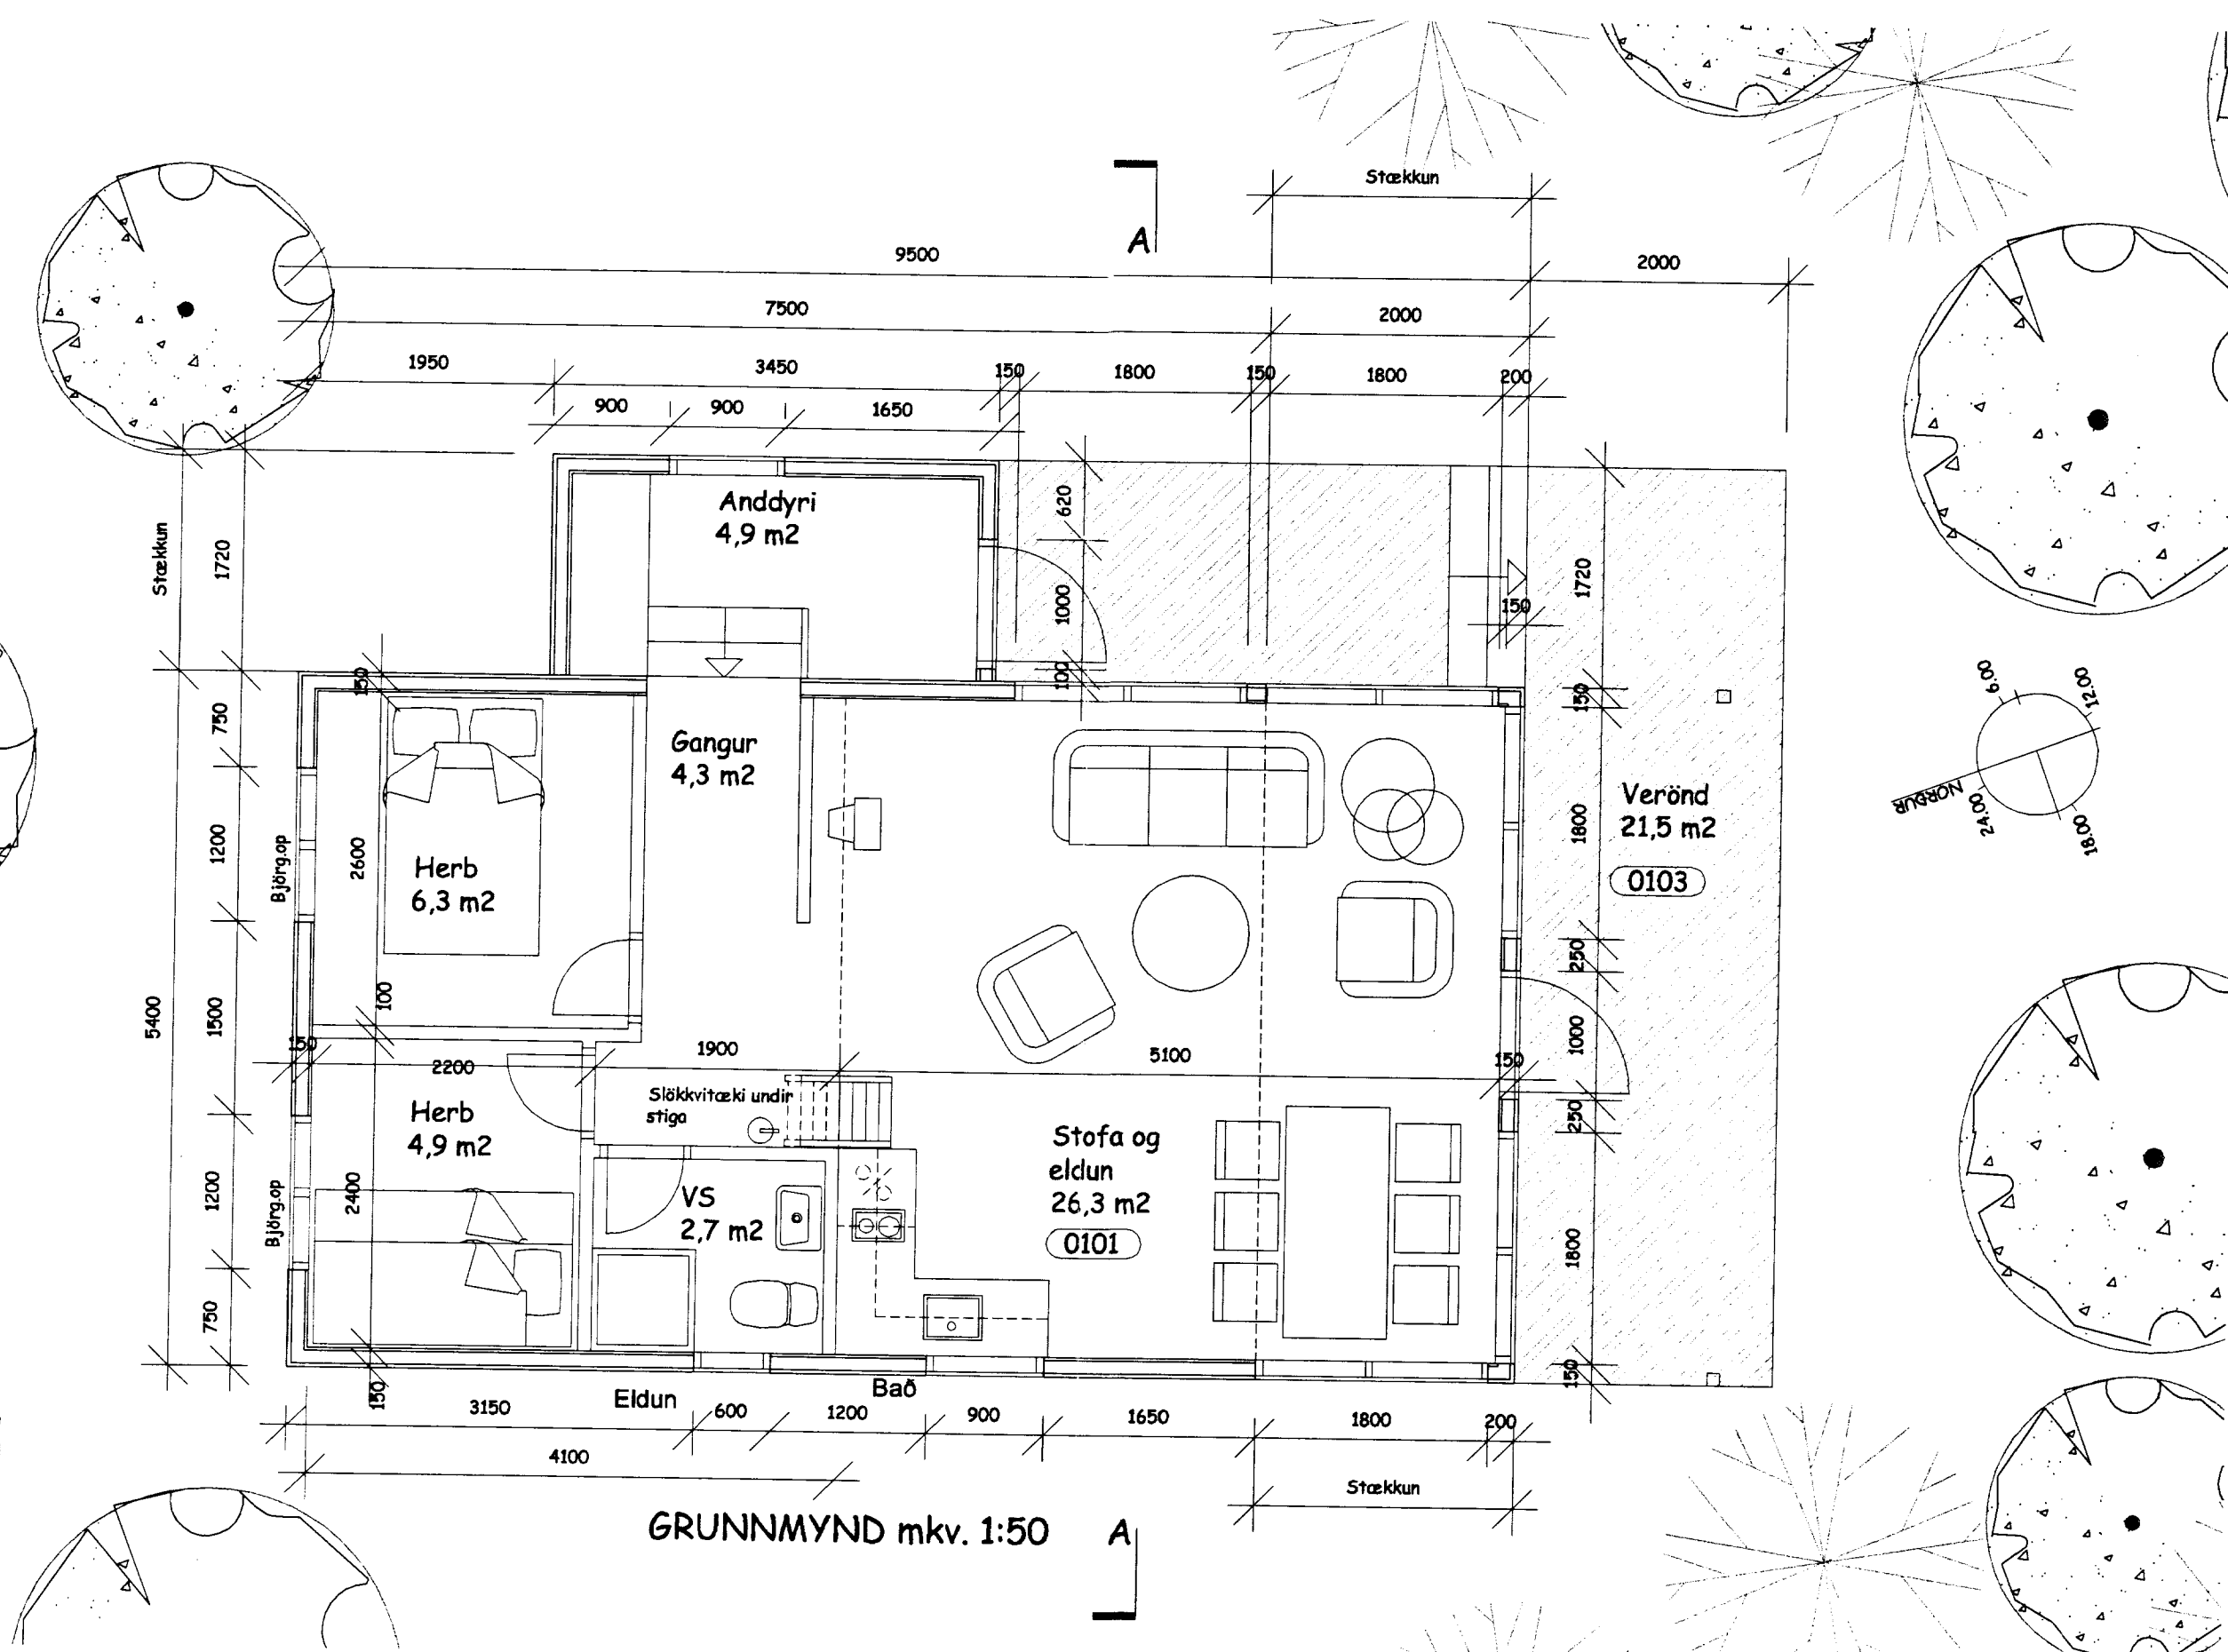 Stækkun
A
9500
2000
7500
2000
1950
3450
150
1800
150
1800
200
900
900
1650
Stækkun
1720
Anddyri
4,9 m2
620
1000
100
1720
150
150
750
Gangur
4,3 m2
150
6.00
12.00
NORÐUR
24.00
18.00
Verönd
21,5 m2
0103
1800
1200
Björg.op
2600
Herb
6,3 m2
250
100
5400
1500
150
2200
1900
5100
150
1000
Slökkvitæki undir
stiga
Herb
4,9 m2
250
Stofa og
eldun
26,3 m2
0101
VS
2,7 m2
1200
Björg.op
2400
1800
750
150
150
Eldun
Bað
3150
600
1200
900
1650
1800
200
4100
Stækkun
GRUNNMYND mkv. 1:50
A